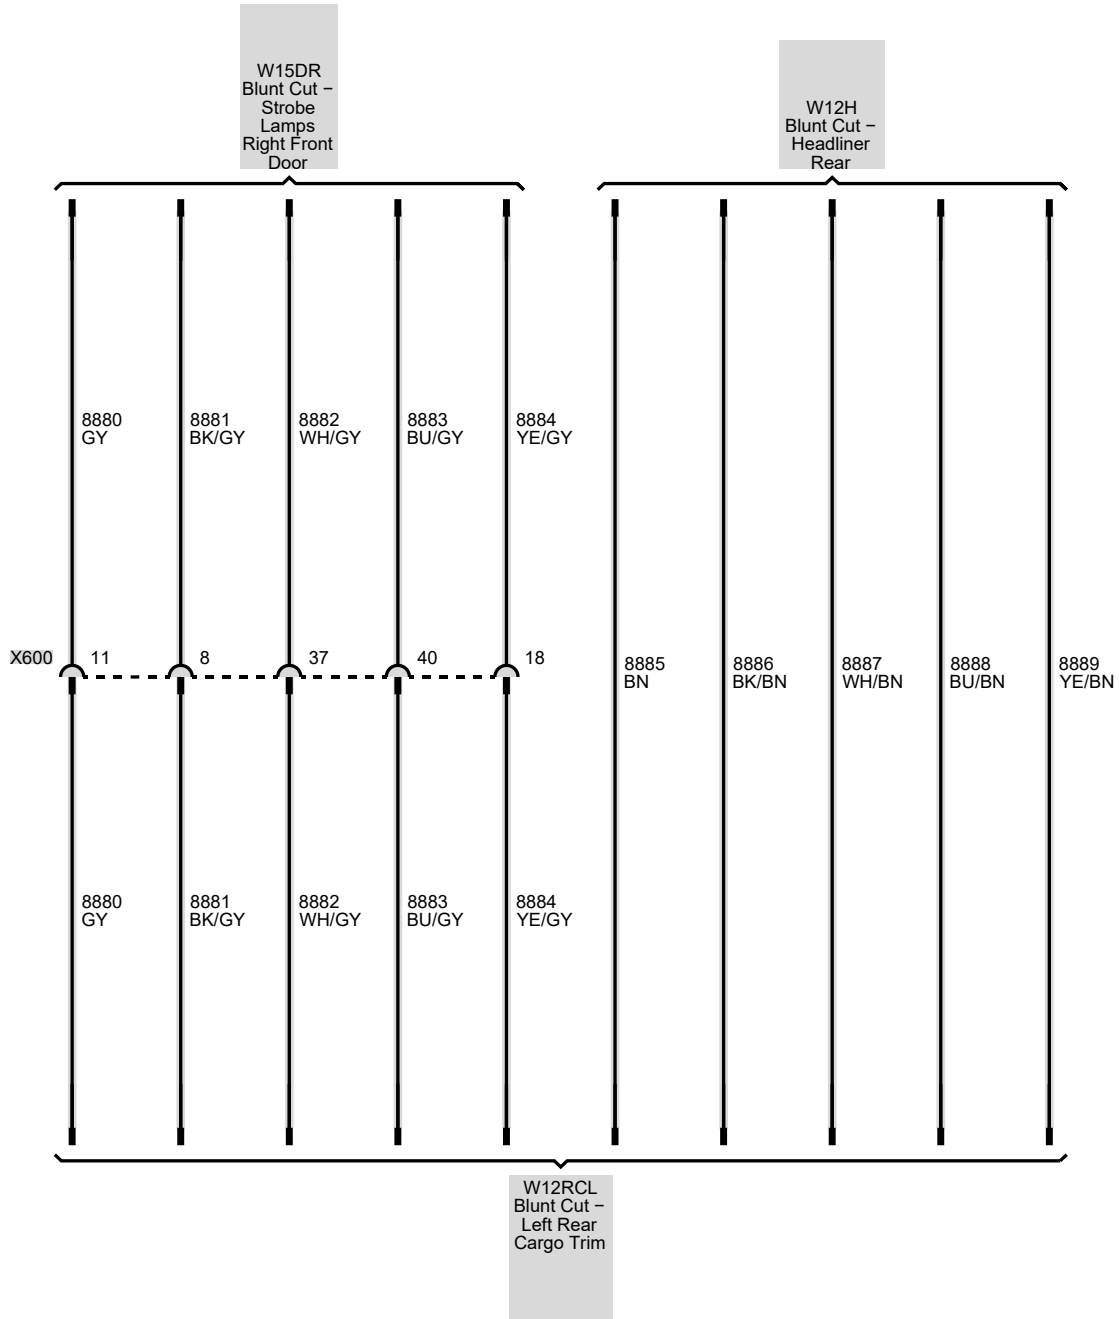 W15DR
Blunt Cut −
Strobe
Lamps
Right Front
Door
W12H
Blunt Cut −
Headliner
Rear
8880
GY
8881
BK/GY
8882
WH/GY
8883
BU/GY
8884
YE/GY
X600
11
8
37
40
18
8885
BN
8886
BK/BN
8887
WH/BN
8888
BU/BN
8889
YE/BN
8880
GY
8881
BK/GY
8882
WH/GY
8883
BU/GY
8884
YE/GY
W12RCL
Blunt Cut −
Left Rear
Cargo Trim